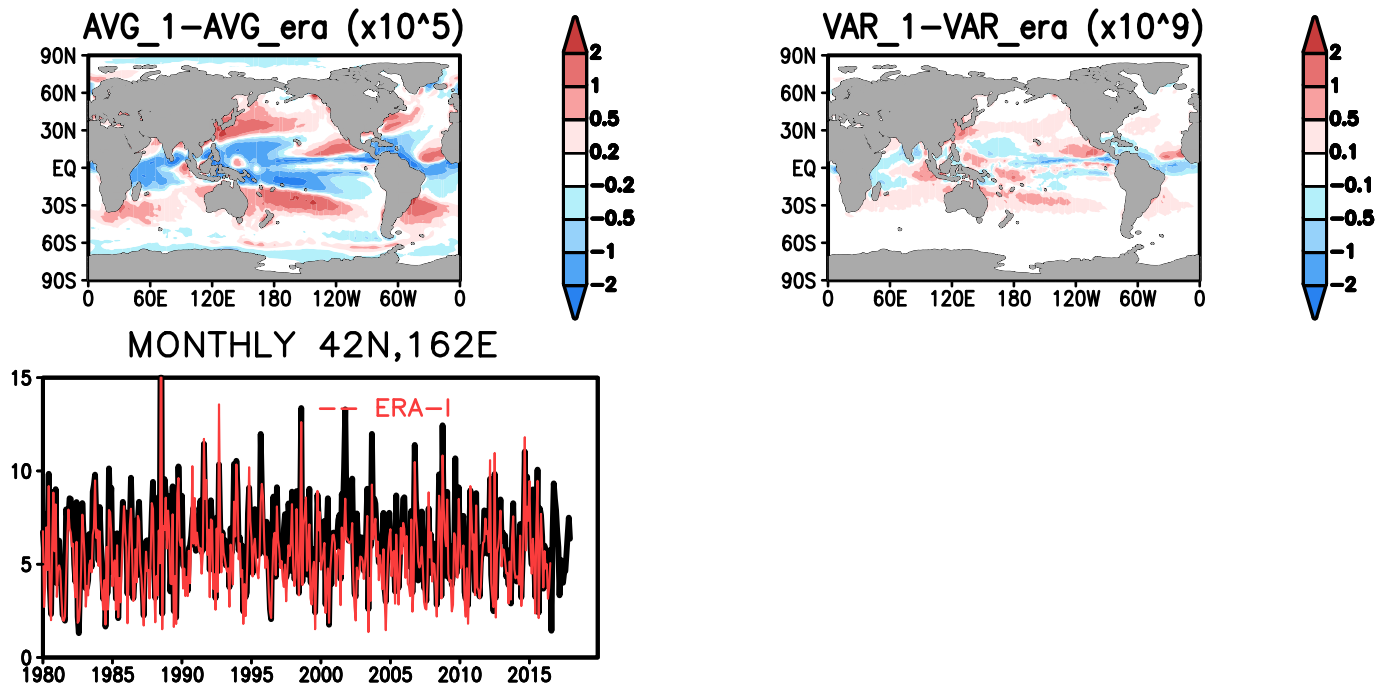 AVG_1-AVG_era (x10^5)
90N
60N
30N
EQ
30S
60S
90S
0 60E 120E 180 120W 60W 0
2
1
0.5
0.2
-0.2
-0.5
-1
-2
VAR_1-VAR_era (x10^9)
90N
60N
30N
EQ
30S
60S
90S
0 60E 120E 180 120W 60W 0
2
1
0.5
0.1
-0.1
-0.5
-1
-2
MONTHLY 42N,162E
15
10
5
0
ERA-I
1980 1985 1990 1995 2000 2005 2010 2015